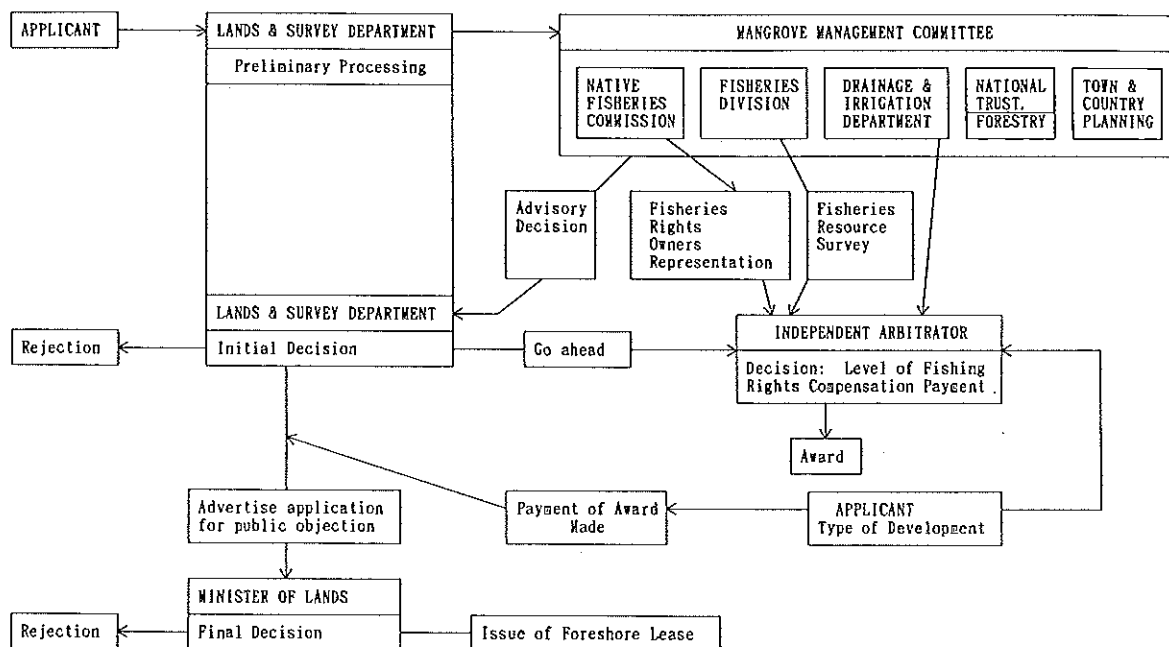 APPLICANT
LANDS & SURVEY DEPARTMENT
Preliminary Processing
MANGROVE MANAGEMENT COMMITTEE
NATIVE
FISHERIES
COMMISSION
FISHERIES
DIVISION
DRAINAGE &
IRRIGATION
DEPARTMENT
NATIONAL
TRUST.
FORESTRY
TOWN &
COUNTRY
PLANNING
Advisory
Decision
Fisheries
Rights
Owners
Representation
Fisheries
Resource
Survey
LANDS & SURVEY DEPARTMENT
Initial Decision
Rejection
Go ahead
INDEPENDENT ARBITRATOR
Decision: Level of Fishing
Rights Compensation Payment .
Award
Advertise application
for public objection
Payment of Award
Made
APPLICANT
Type of Development
MINISTER OF LANDS
Final Decision
Rejection
Issue of Foreshore Lease